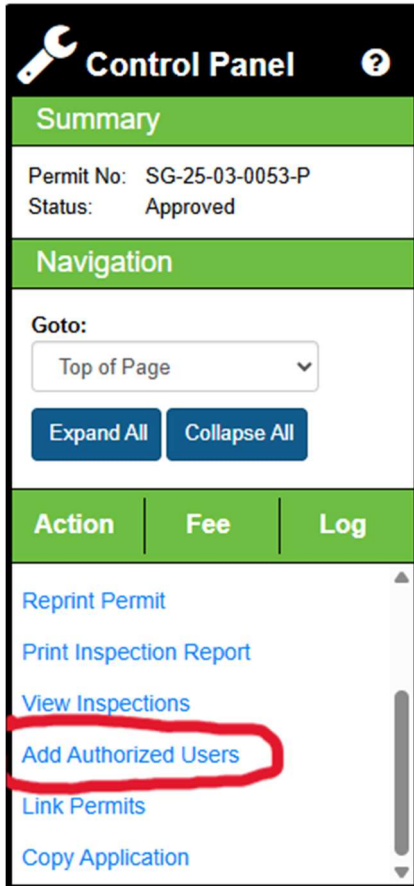 Control Panel ?
Summary
Permit No: SG-25-03-0053-P
Status: Approved
Navigation
Goto:
Top of Page
Expand All Collapse All
Action Fee Log
Reprint Permit
Print Inspection Report
View Inspections
Add Authorized Users
Link Permits
Copy Application